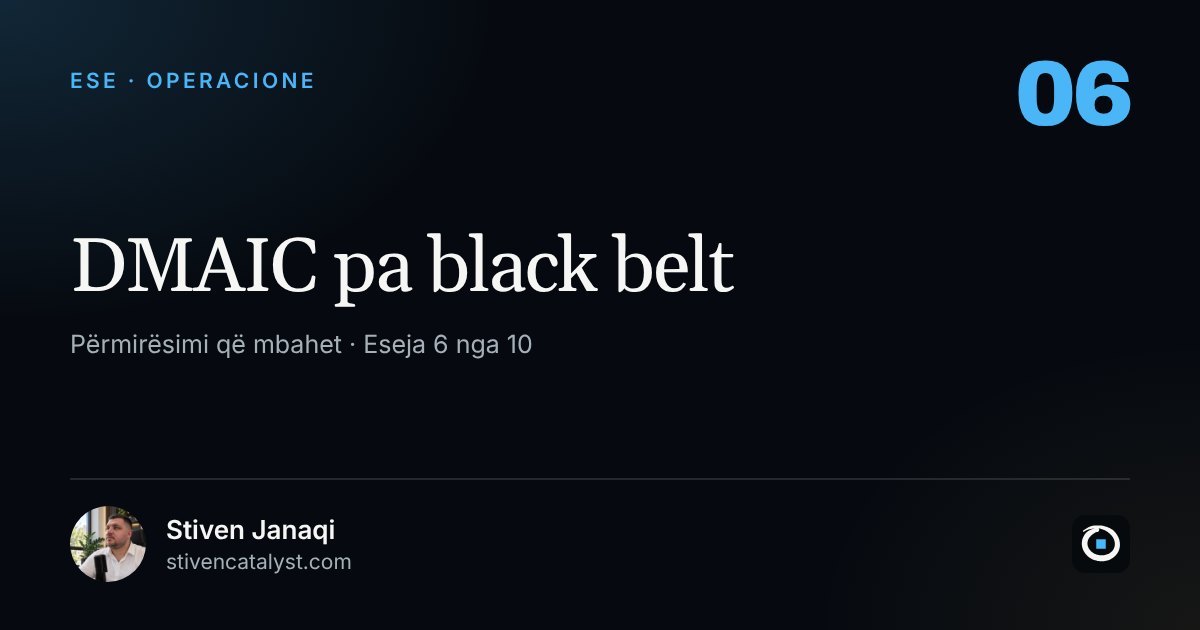 ESE · OPERACIONE
06
DMAIC pa black belt
Përmirësimi që mbahet · Eseja 6 nga 10
Stiven Janaqi
stivencatalyst.com